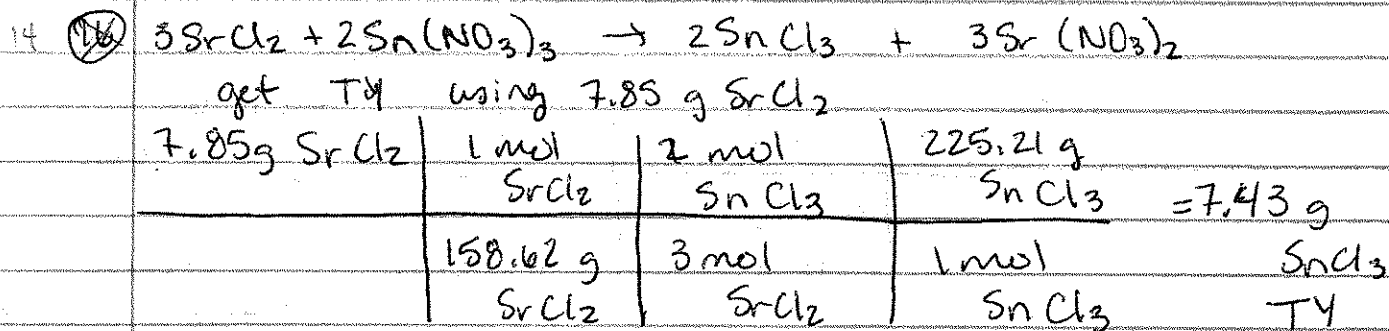 14 16 3SrCl₂ + 2Sn(NO₃)₃ → 2SnCl₃ + 3Sr(NO₃)₂
get TY using 7.85 g SrCl₂
7.85g SrCl₂ 1 mol 2 mol 225.21 g
SrCl₂ SnCl₃ SnCl₃ =7.43 g
158.62 g 3 mol 1 mol SnCl₃
SrCl₂ SrCl₂ SnCl₃ TY